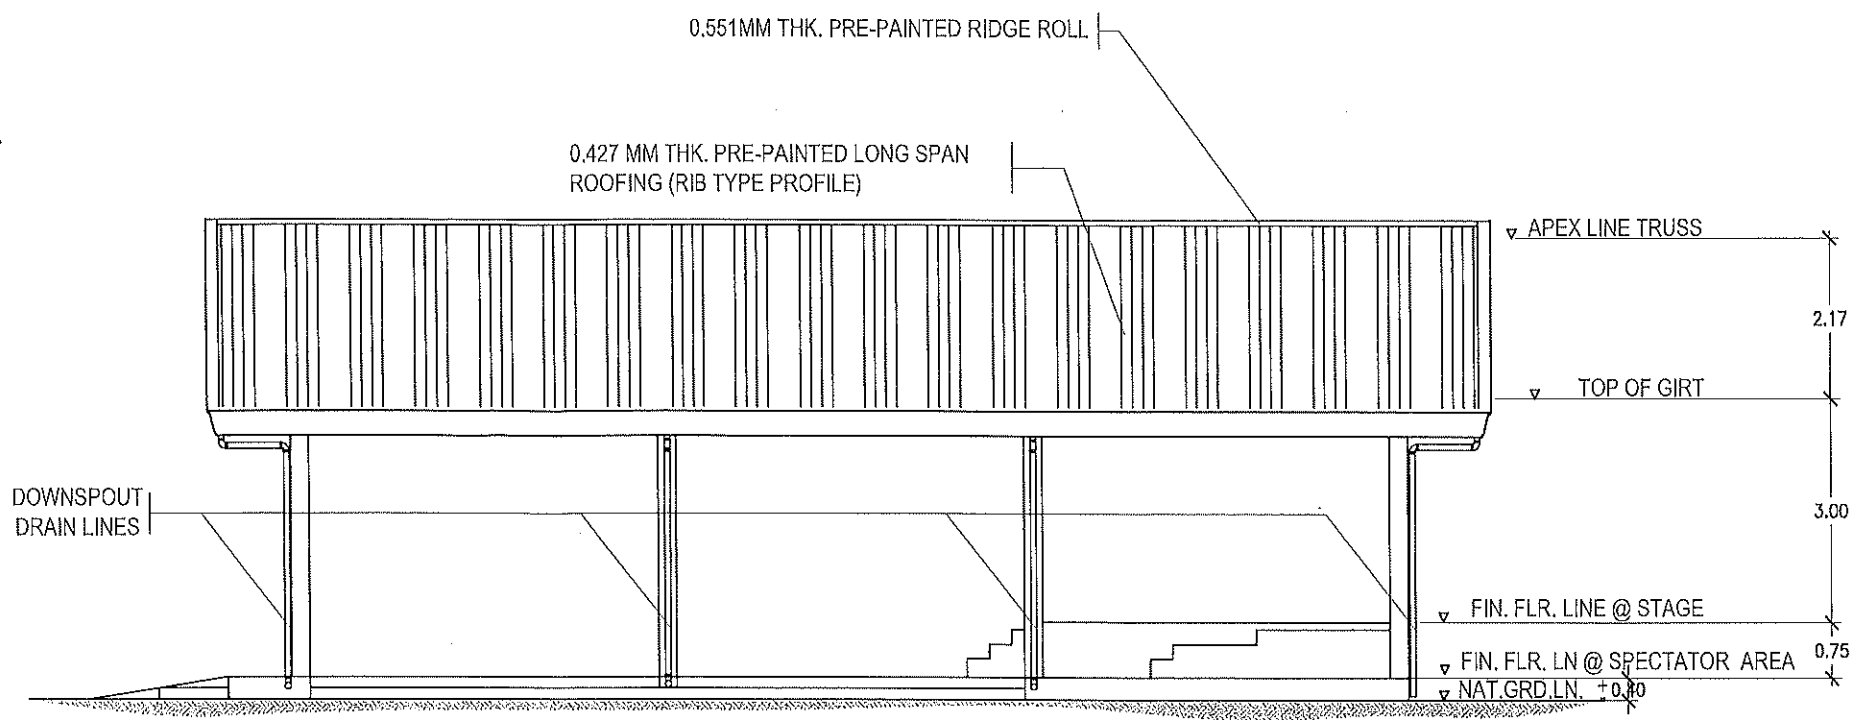 0.551MM THK. PRE-PAINTED RIDGE ROLL
0.427 MM THK. PRE-PAINTED LONG SPAN
ROOFING (RIB TYPE PROFILE)
APEX LINE TRUSS
2.17
TOP OF GIRT
DOWNSPOUT
DRAIN LINES
3.00
FIN. FLR. LINE @ STAGE
0.75
FIN. FLR. LN @ SPECTATOR AREA
NAT.GRD.LN. ±0.40